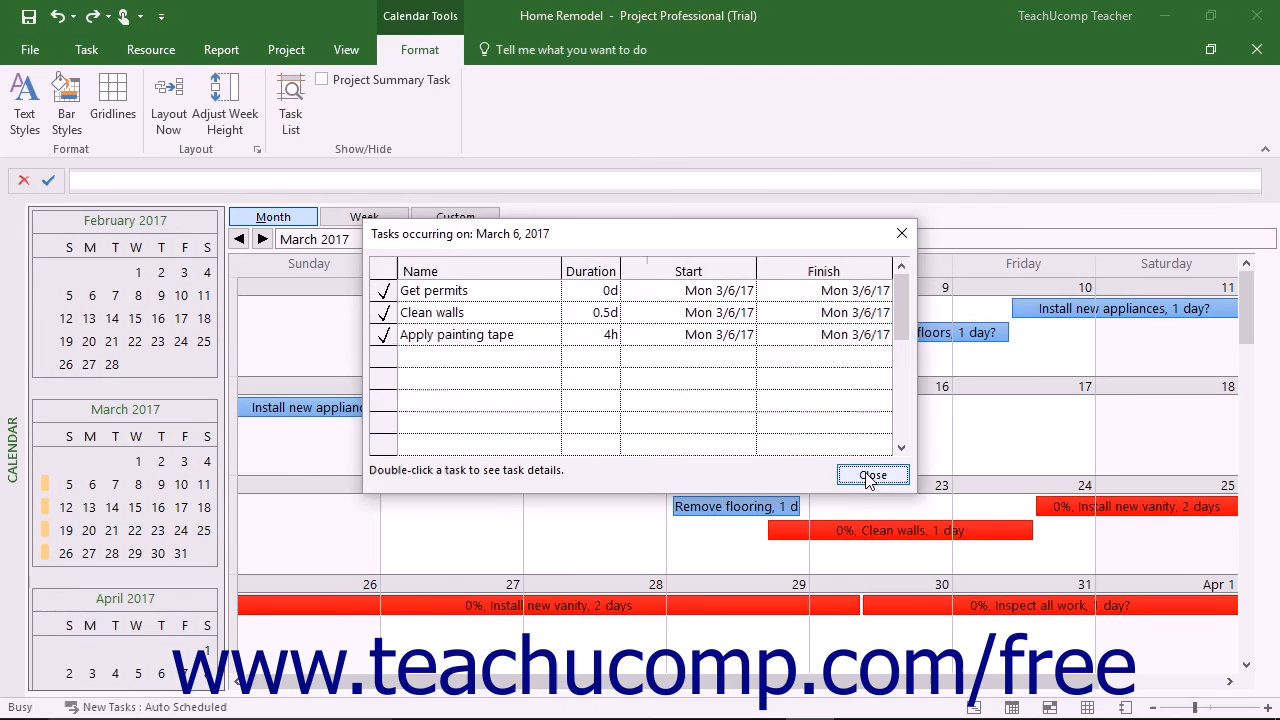 Calendar Tools
Home Remodel - Project Professional (Trial)
TeachUcomp Teacher
File Task Resource Report Project View Format Tell me what you want to do
Text Styles
Bar Styles
Gridlines
Layout Now
Adjust Week Height
Task List
Project Summary Task
Format Layout Show/Hide
CALENDAR
February 2017
S M T W T F S
1 2 3 4
5 6 7 8 9 10 11
12 13 14 15 16 17 18
19 20 21 22 23 24 25
26 27 28
March 2017
S M T W T F S
1 2 3 4
5 6 7 8 9 10 11
12 13 14 15 16 17 18
19 20 21 22 23 24 25
26 27 28 29 30 31
April 2017
S M T W T F S
1
2 3 4 5 6 7 8
Month Week Custom
March 2017
Sunday Friday Saturday
Tasks occurring on: March 6, 2017
Name Duration Start Finish
Get permits 0d Mon 3/6/17 Mon 3/6/17
Clean walls 0.5d Mon 3/6/17 Mon 3/6/17
Apply painting tape 4h Mon 3/6/17 Mon 3/6/17
Double-click a task to see task details.
Close
9 10 11
Install new appliances, 1 day?
floors, 1 day?
16 17 18
Install new applian
23 24 25
Remove flooring, 1 d
0%, Install new vanity, 2 days
0%, Clean walls, 1 day
26 27 28 29 30 31 Apr 1
0%, Install new vanity, 2 days
0%, Inspect all work, 1 day?
www.teachucomp.com/free
Busy New Tasks : Auto Scheduled